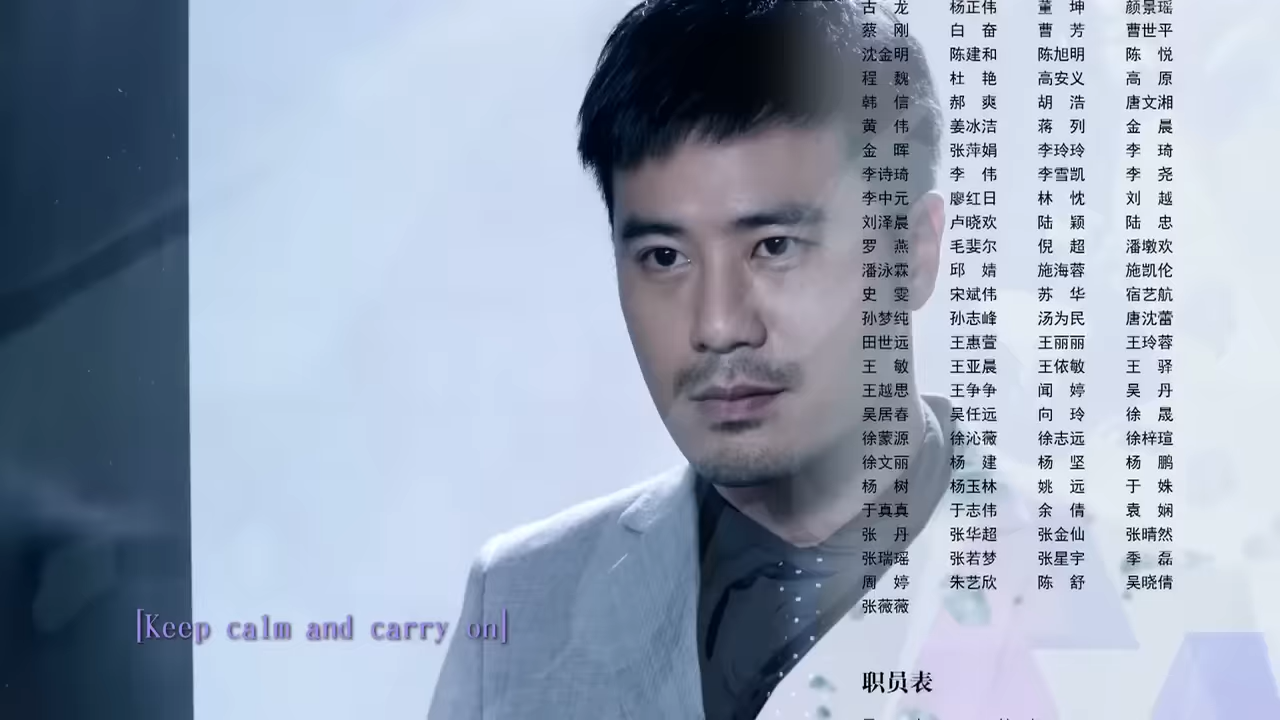 古龙 杨正伟 董坤 颜景瑶
蔡刚 白奋 曹芳 曹世平
沈金明 陈建和 陈旭明 陈悦
程魏 杜艳 高安义 高原
韩信 郝爽 胡浩 唐文湘
黄伟 姜冰洁 蒋列 金晨
金晖 张萍娟 李玲玲 李琦
李诗琦 李伟 李雪凯 李尧
李中元 廖红日 林忱 刘越
刘泽晨 卢晓欢 陆颖 陆忠
罗燕 毛斐尔 倪超 潘墩欢
潘泳霖 邱婧 施海蓉 施凯伦
史雯 宋斌伟 苏华 宿艺航
孙梦纯 孙志峰 汤为民 唐沈蕾
田世远 王惠萱 王丽丽 王玲蓉
王敏 王亚晨 王依敏 王驿
王越思 王争争 闻婷 吴丹
吴居春 吴任远 向玲 徐晟
徐蒙源 徐沁薇 徐志远 徐梓瑄
徐文丽 杨建 杨坚 杨鹏
杨树 杨玉林 姚远 于姝
于真真 于志伟 余倩 袁娴
张丹 张华超 张金仙 张晴然
张瑞瑶 张若梦 张星宇 季磊
周婷 朱艺欣 陈舒 吴晓倩
张薇薇
[Keep calm and carry on]
职员表